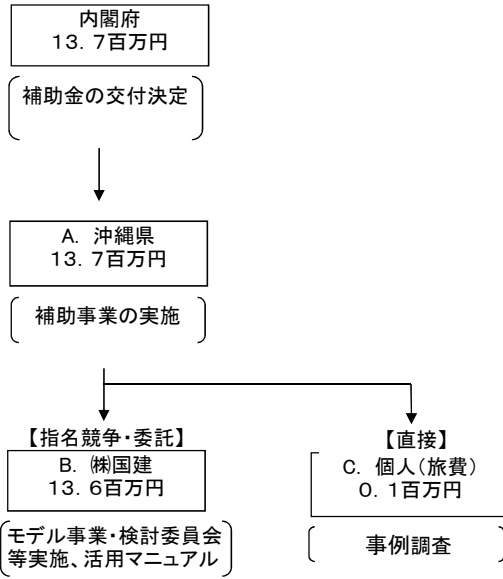 内閣府
13．7百万円
補助金の交付決定
A．沖縄県
13．7百万円
補助事業の実施
【指名競争・委託】
B．㈱国建
13．6百万円
モデル事業・検討委員会
等実施、活用マニュアル
【直接】
C．個人（旅費）
0．1百万円
事例調査